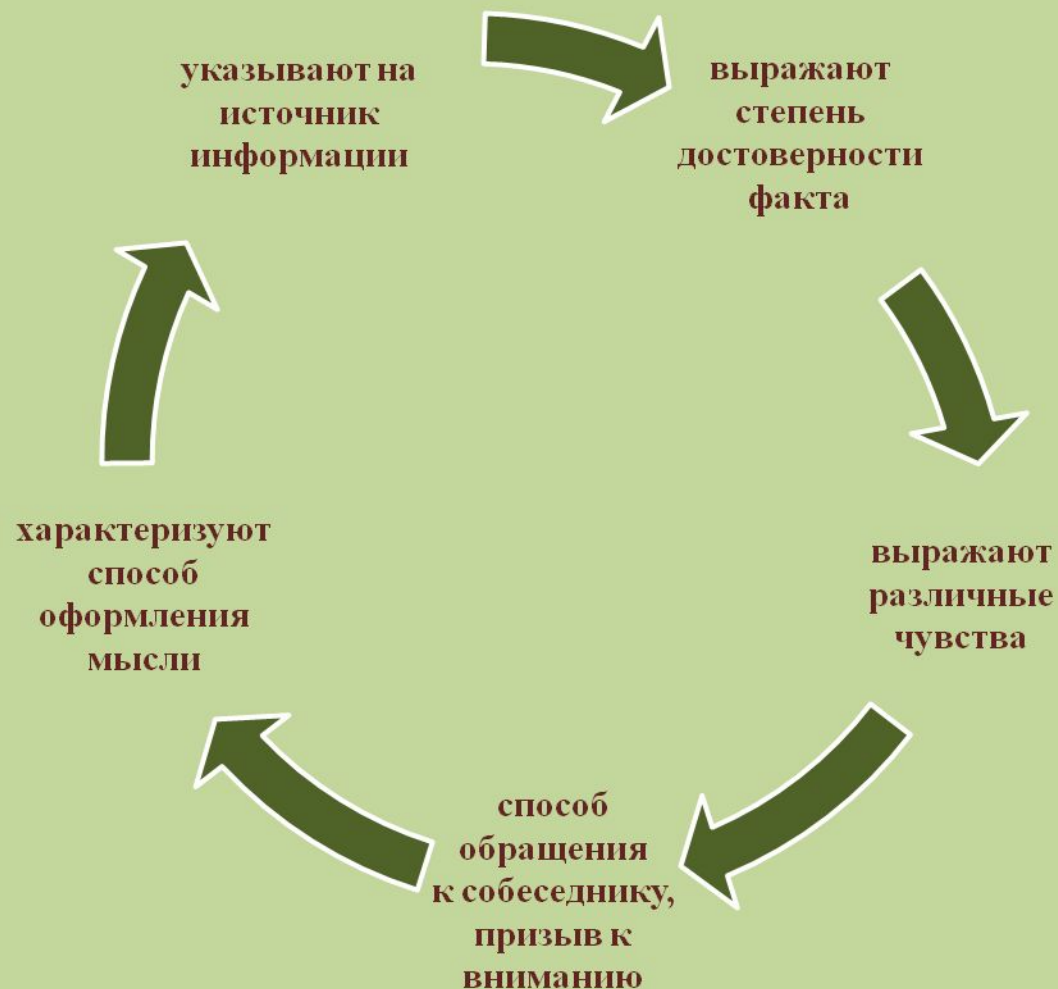 указывают на
источник
информации
выражают
степень
достоверности
факта
выражают
различные
чувства
способ
обращения
к собеседнику,
призыв к
вниманию
характеризуют
способ
оформления
мысли